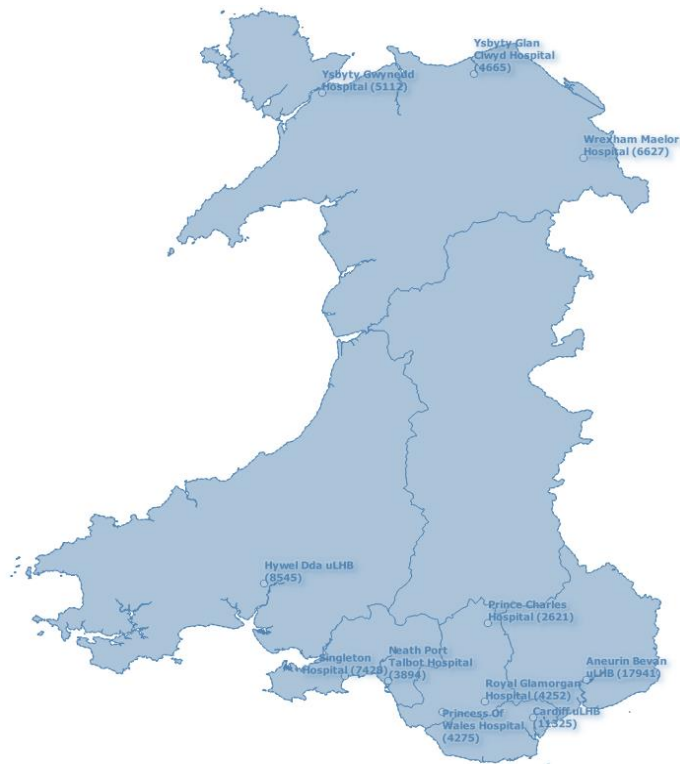 Ysbyty Glan
Clwyd Hospital
(4665)
Ysbyty Gwynedd
Hospital (5112)
Wrexham Maelor
Hospital (6627)
Hywel Dda uLHB
(8545)
Prince Charles
Hospital (2621)
Neath Port
Talbot Hospital
(3894)
Singleton
Hospital (7429)
Aneurin Bevan
uLHB (17941)
Royal Glamorgan
Hospital (4252)
Princess Of
Wales Hospital
(4275)
Cardiff uLHB
(11325)